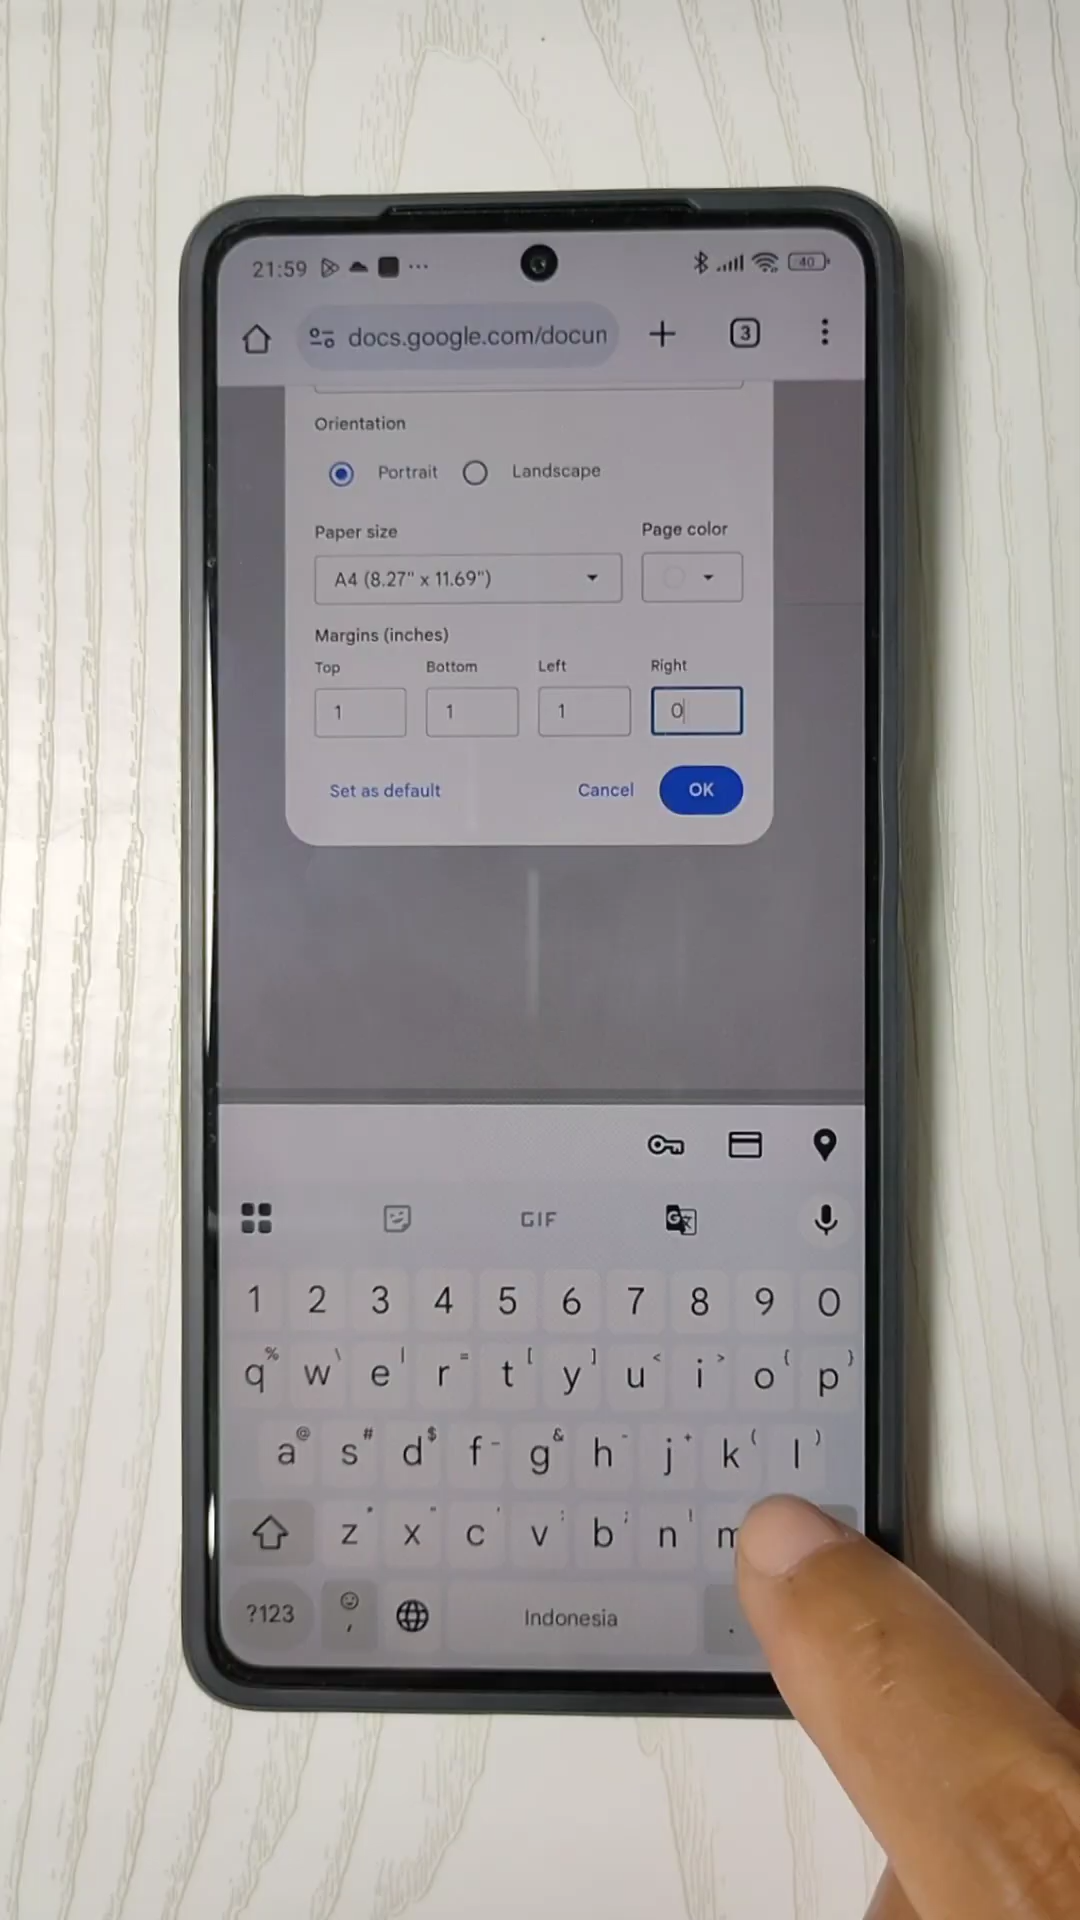 21:59 ... 40
docs.google.com/docun
3
Orientation
Portrait Landscape
Paper size Page color
A4 (8.27" x 11.69")
Margins (inches)
Top Bottom Left Right
1 1 1 0
Set as default Cancel OK
GIF
1 2 3 4 5 6 7 8 9 0
% \ | = [ ] < > { }
q w e r t y u i o p
@ # $ - & - + ( )
a s d f g h j k l
* " ' : ; !
z x c v b n m
?123 , Indonesia .